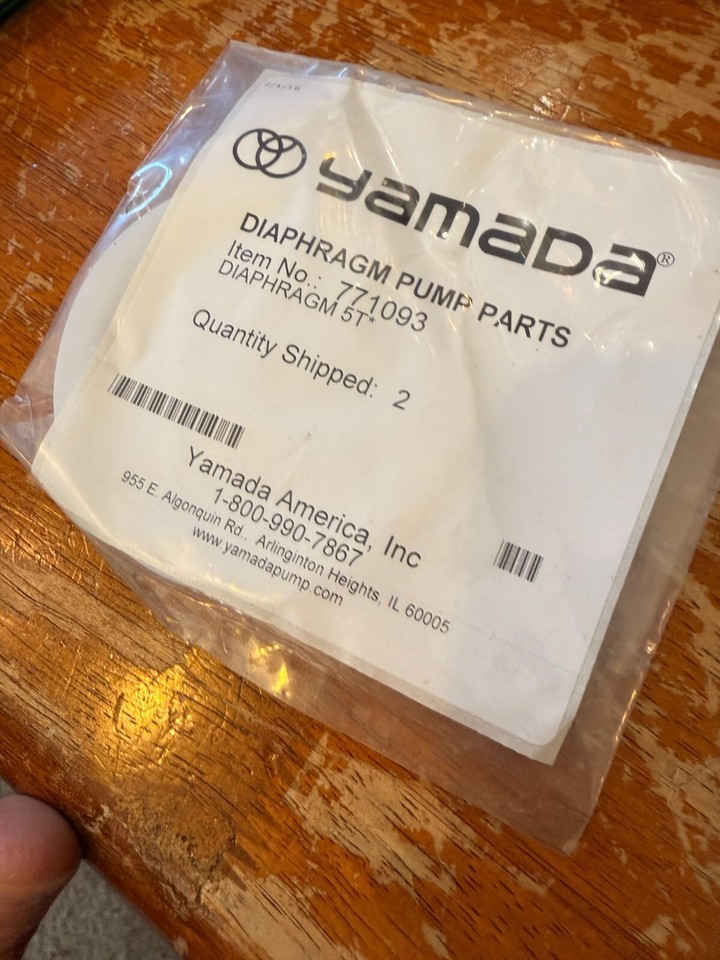 yamada®
DIAPHRAGM PUMP PARTS
Item No.: 771093
DIAPHRAGM 5T*
Quantity Shipped: 2
Yamada America, Inc
1-800-990-7867
955 E. Algonquin Rd., Arlinginton Heights, IL 60005
www.yamadapump.com